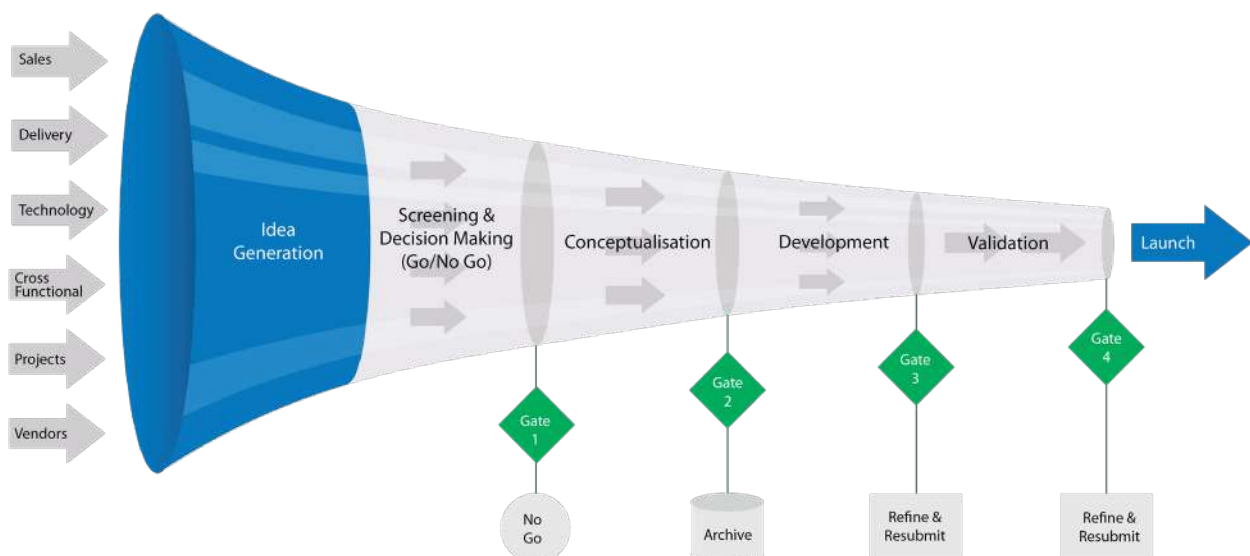 Sales
Delivery
Technology
Cross
Functional
Projects
Vendors
Idea
Generation
Screening &
Decision Making
(Go/No Go)
Conceptualisation
Development
Validation
Launch
Gate
1
Gate
2
Gate
3
Gate
4
No
Go
Archive
Refine &
Resubmit
Refine &
Resubmit